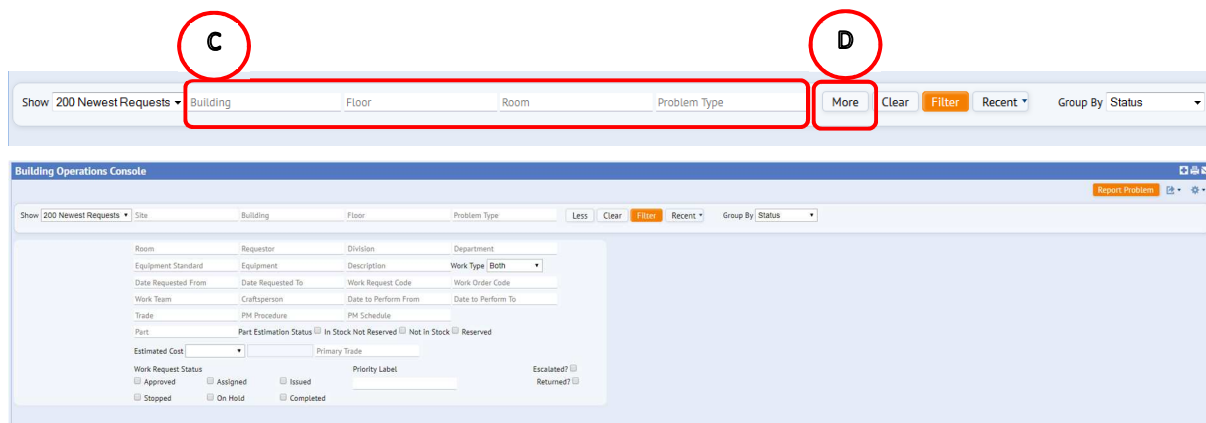 C D
Show 200 Newest Requests Building Floor Room Problem Type More Clear Filter Recent Group By Status
Building Operations Console
Report Problem
Show 200 Newest Requests Site Building Floor Problem Type Less Clear Filter Recent Group By Status
Room Requestor Division Department
Equipment Standard Equipment Description Work Type Both
Date Requested From Date Requested To Work Request Code Work Order Code
Work Team Craftsperson Date to Perform From Date to Perform To
Trade PM Procedure PM Schedule
Part Part Estimation Status In Stock Not Reserved Not in Stock Reserved
Estimated Cost Primary Trade
Work Request Status Priority Label Escalated?
Approved Assigned Issued Returned?
Stopped On Hold Completed